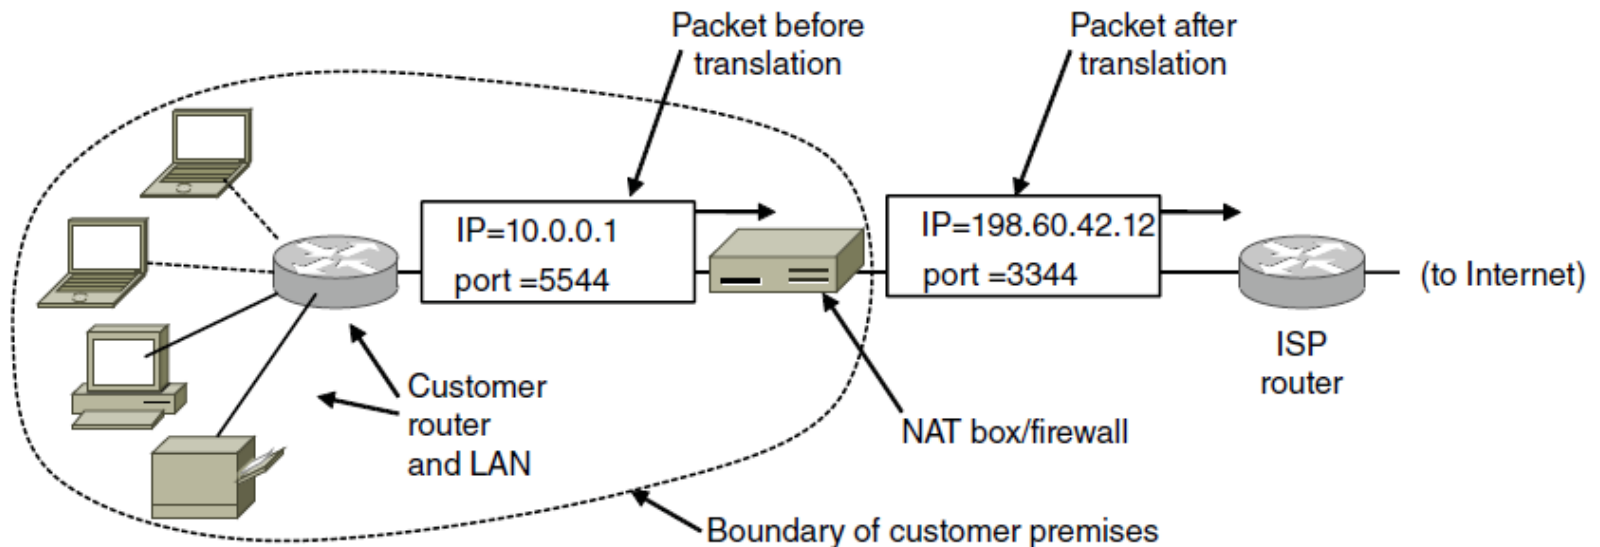 Packet before
translation
Packet after
translation
IP=10.0.0.1
port =5544
IP=198.60.42.12
port =3344
(to Internet)
ISP
router
Customer
router
and LAN
NAT box/firewall
Boundary of customer premises